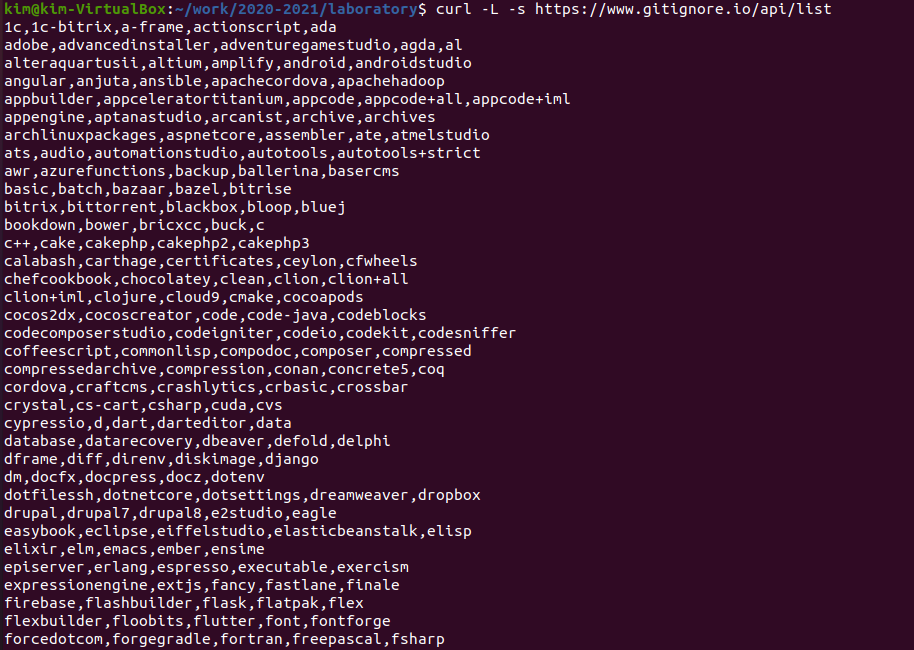 kim@kim-VirtualBox:~/work/2020-2021/laboratory$ curl -L -s https://www.gitignore.io/api/list
1c,1c-bitrix,a-frame,actionscript,ada
adobe,advancedinstaller,adventuregamestudio,agda,al
alteraquartusii,altium,amplify,android,androidstudio
angular,anjuta,ansible,apachecordova,apachehadoop
appbuilder,appceleratortitanium,appcode,appcode+all,appcode+iml
appengine,aptanastudio,arcanist,archive,archives
archlinuxpackages,aspnetcore,assembler,ate,atmelstudio
ats,audio,automationstudio,autotools,autotools+strict
awr,azurefunctions,backup,ballerina,basercms
basic,batch,bazaar,bazel,bitrise
bitrix,bittorrent,blackbox,bloop,bluej
bookdown,bower,bricxcc,buck,c
c++,cake,cakephp,cakephp2,cakephp3
calabash,carthage,certificates,ceylon,cfwheels
chefcookbook,chocolatey,clean,clion,clion+all
clion+iml,clojure,cloud9,cmake,cocoapods
cocos2dx,cocoscreator,code,code-java,codeblocks
codecomposerstudio,codeigniter,codeio,codekit,codesniffer
coffeescript,commonlisp,compodoc,composer,compressed
compressedarchive,compression,conan,concrete5,coq
cordova,craftcms,crashlytics,crbasic,crossbar
crystal,cs-cart,csharp,cuda,cvs
cypressio,d,dart,darteditor,data
database,datarecovery,dbeaver,defold,delphi
dframe,diff,direnv,diskimage,django
dm,docfx,docpress,docz,dotenv
dotfilessh,dotnetcore,dotsettings,dreamweaver,dropbox
drupal,drupal7,drupal8,e2studio,eagle
easybook,eclipse,eiffelstudio,elasticbeanstalk,elisp
elixir,elm,emacs,ember,ensime
episerver,erlang,espresso,executable,exercism
expressionengine,extjs,fancy,fastlane,finale
firebase,flashbuilder,flask,flatpak,flex
flexbuilder,floobits,flutter,font,fontforge
forcedotcom,forgegradle,fortran,freepascal,fsharp